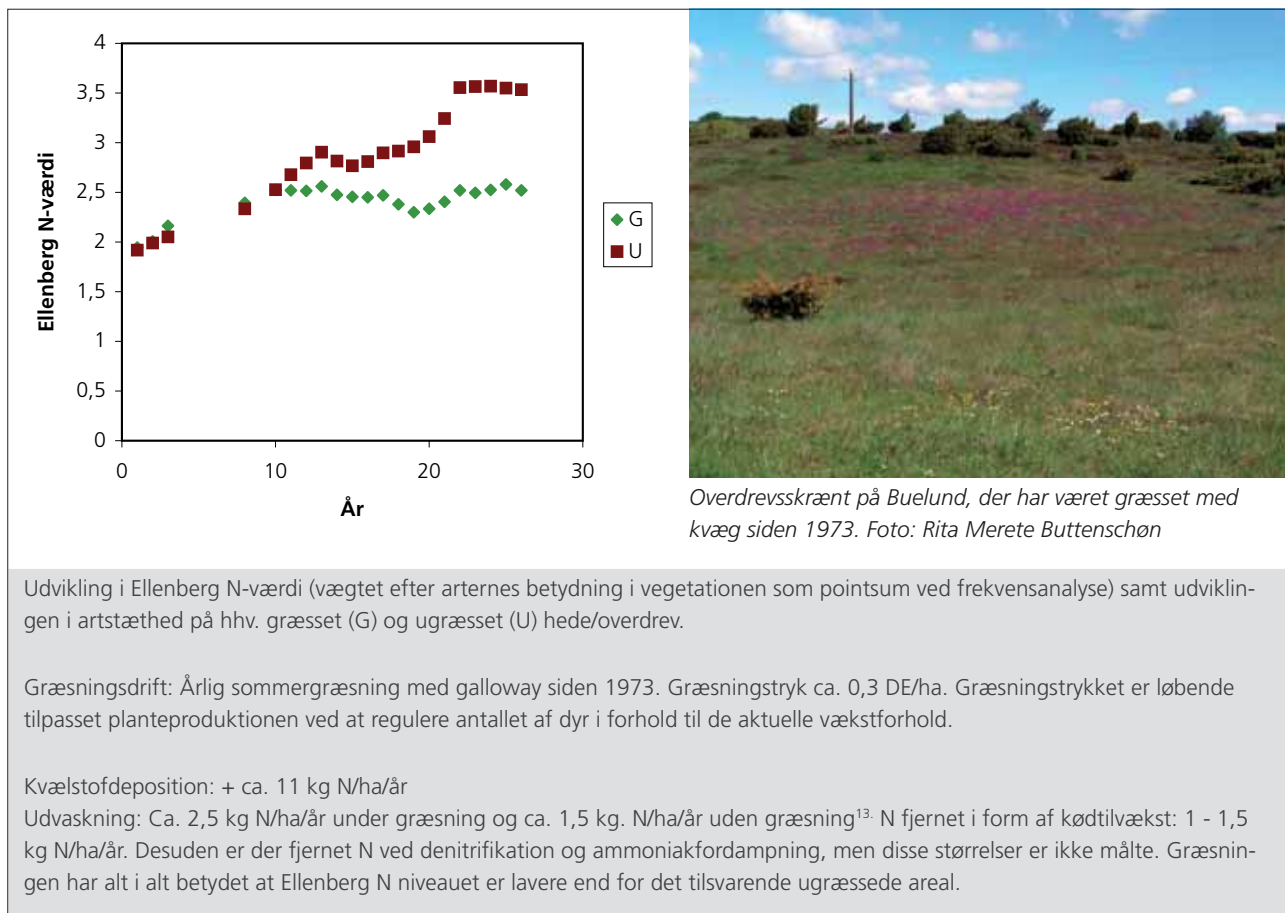 4
3,5
3
2,5
2
1,5
1
0,5
0
Ellenberg N-værdi
0
10
20
30
År
G
U
Overdrevsskrænt på Buelund, der har været græsset med
kvæg siden 1973. Foto: Rita Merete Buttenschøn
Udvikling i Ellenberg N-værdi (vægtet efter arternes betydning i vegetationen som pointsum ved frekvensanalyse) samt udviklin-
gen i artstæthed på hhv. græsset (G) og ugræsset (U) hede/overdrev.
Græsningsdrift: Årlig sommergræsning med galloway siden 1973. Græsningstryk ca. 0,3 DE/ha. Græsningstrykket er løbende
tilpasset planteproduktionen ved at regulere antallet af dyr i forhold til de aktuelle vækstforhold.
Kvælstofdeposition: + ca. 11 kg N/ha/år
Udvaskning: Ca. 2,5 kg N/ha/år under græsning og ca. 1,5 kg. N/ha/år uden græsning13. N fjernet i form af kødtilvækst: 1 - 1,5
kg N/ha/år. Desuden er der fjernet N ved denitrifikation og ammoniakfordampning, men disse størrelser er ikke målte. Græsnin-
gen har alt i alt betydet at Ellenberg N niveauet er lavere end for det tilsvarende ugræssede areal.